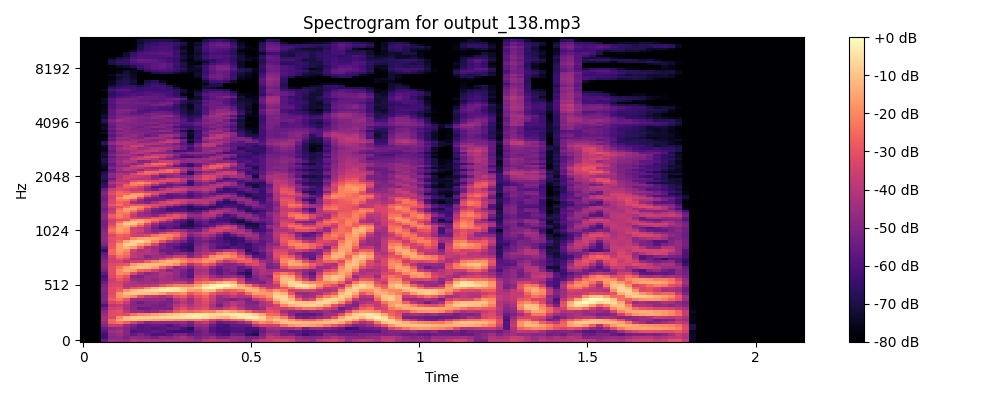 Spectrogram for output_138.mp3
+0 dB
8192
-10 dB
4096
-20 dB
-30 dB
Hz
2048
-40 dB
1024
-50 dB
-60 dB
512
-70 dB
0
-80 dB
0
0.5
1
1.5
2
Time